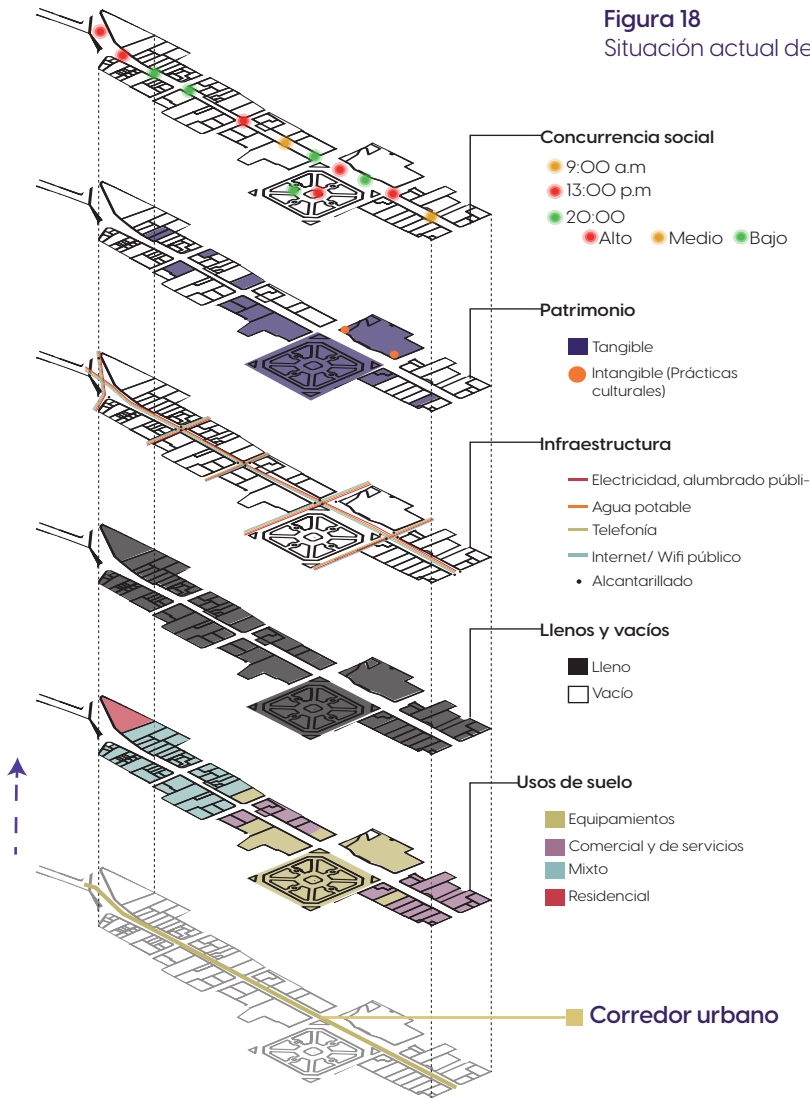 Figura 18
Situación actual de
Concurrencia social
9:00 a.m
13:00 p.m
20:00
Alto Medio Bajo
Patrimonio
Tangible
Intangible (Prácticas
culturales)
Infraestructura
Electricidad, alumbrado públi-
Agua potable
Telefonía
Internet/ Wifi público
Alcantarillado
Llenos y vacíos
Lleno
Vacío
Usos de suelo
Equipamientos
Comercial y de servicios
Mixto
Residencial
Corredor urbano